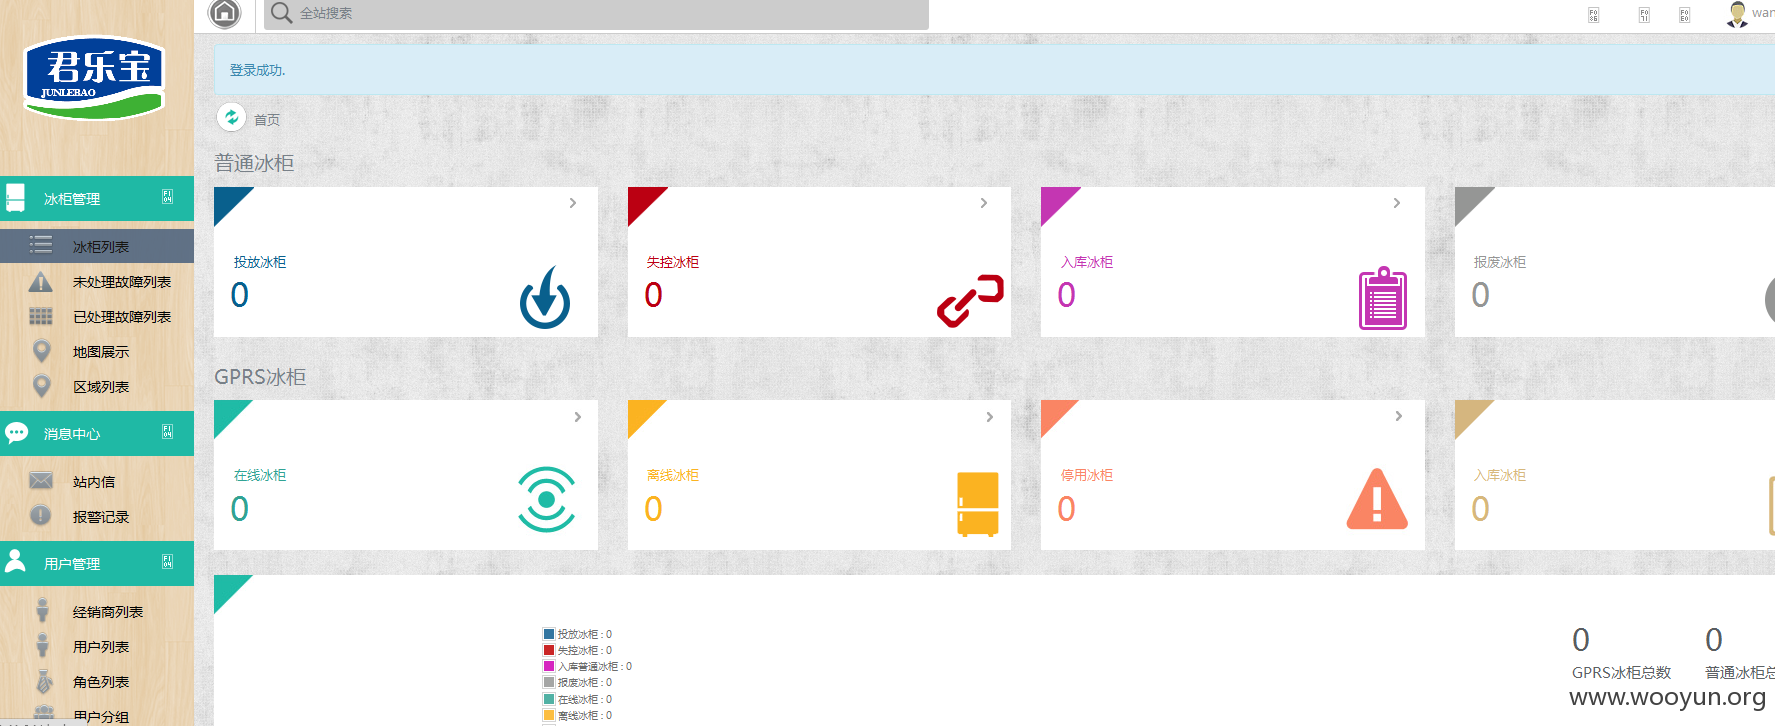 全站搜索
wan
君乐宝
JUNLEBAO
登录成功.
首页
普通冰柜
投放冰柜
0
失控冰柜
0
入库冰柜
0
报废冰柜
0
GPRS冰柜
在线冰柜
0
离线冰柜
0
停用冰柜
0
入库冰柜
0
冰柜管理
冰柜列表
未处理故障列表
已处理故障列表
地图展示
区域列表
消息中心
站内信
报警记录
用户管理
经销商列表
用户列表
角色列表
用户分组
投放冰柜 : 0
失控冰柜 : 0
入库普通冰柜 : 0
报废冰柜 : 0
在线冰柜 : 0
离线冰柜 : 0
0
GPRS冰柜总数
0
普通冰柜总
www.wooyun.org